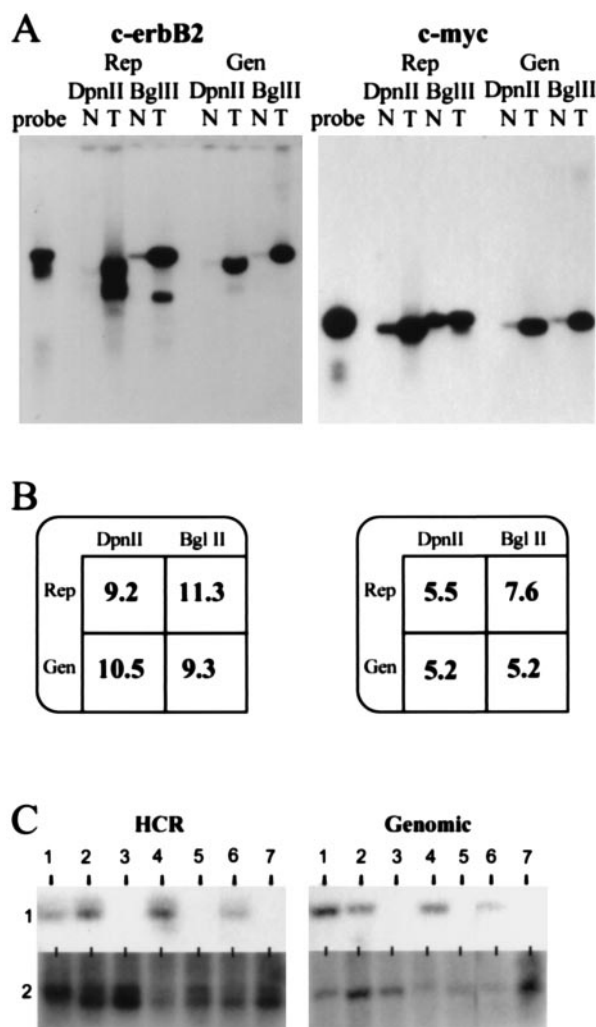 A
c-erbB2 c-myc
Rep Gen Rep Gen
DpnII BglII DpnII BglII DpnII BglII DpnII BglII
probe N T N T N T N T probe N T N T N T N T
B
DpnII Bgl II DpnII Bgl II
Rep 9.2 11.3 Rep 5.5 7.6
Gen 10.5 9.3 Gen 5.2 5.2
C
HCR Genomic
1 2 3 4 5 6 7 1 2 3 4 5 6 7
1
2